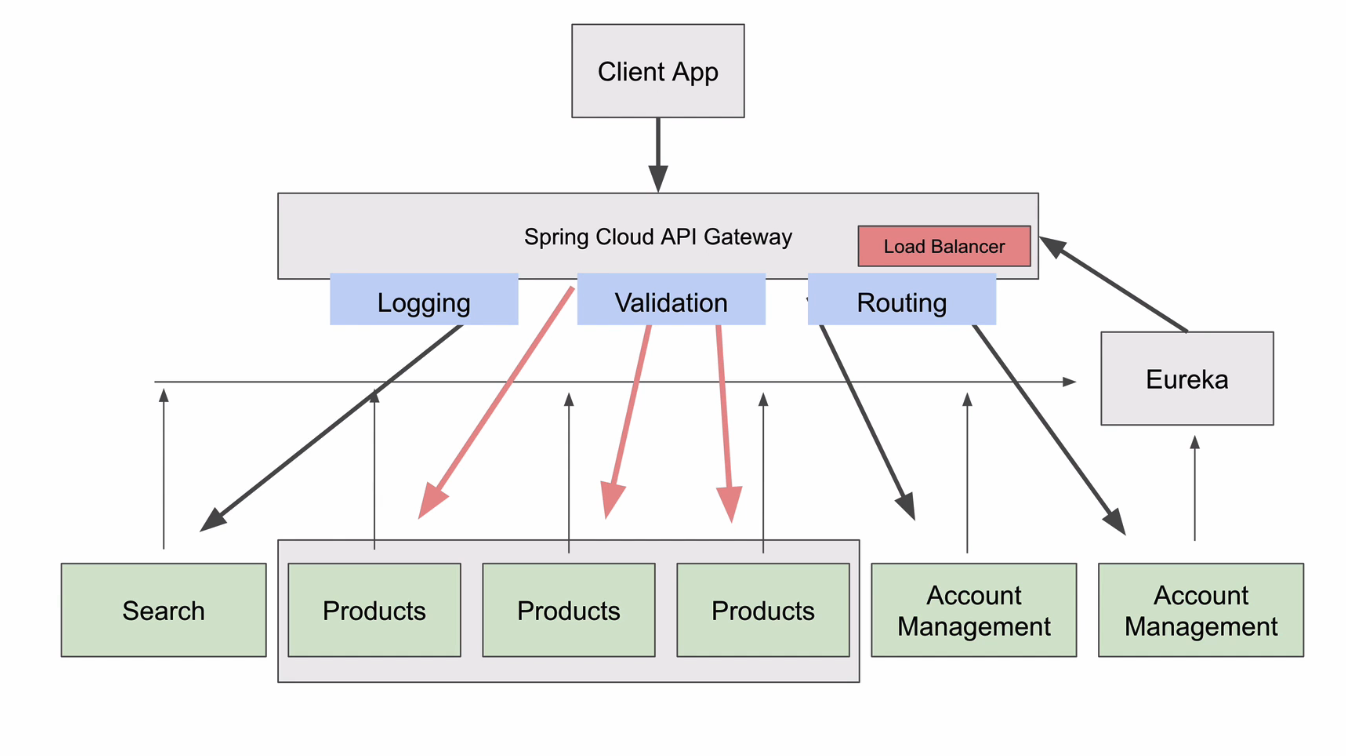 Client App
Spring Cloud API Gateway
Load Balancer
Logging
Validation
Routing
Eureka
Search
Products
Products
Products
Account
Management
Account
Management